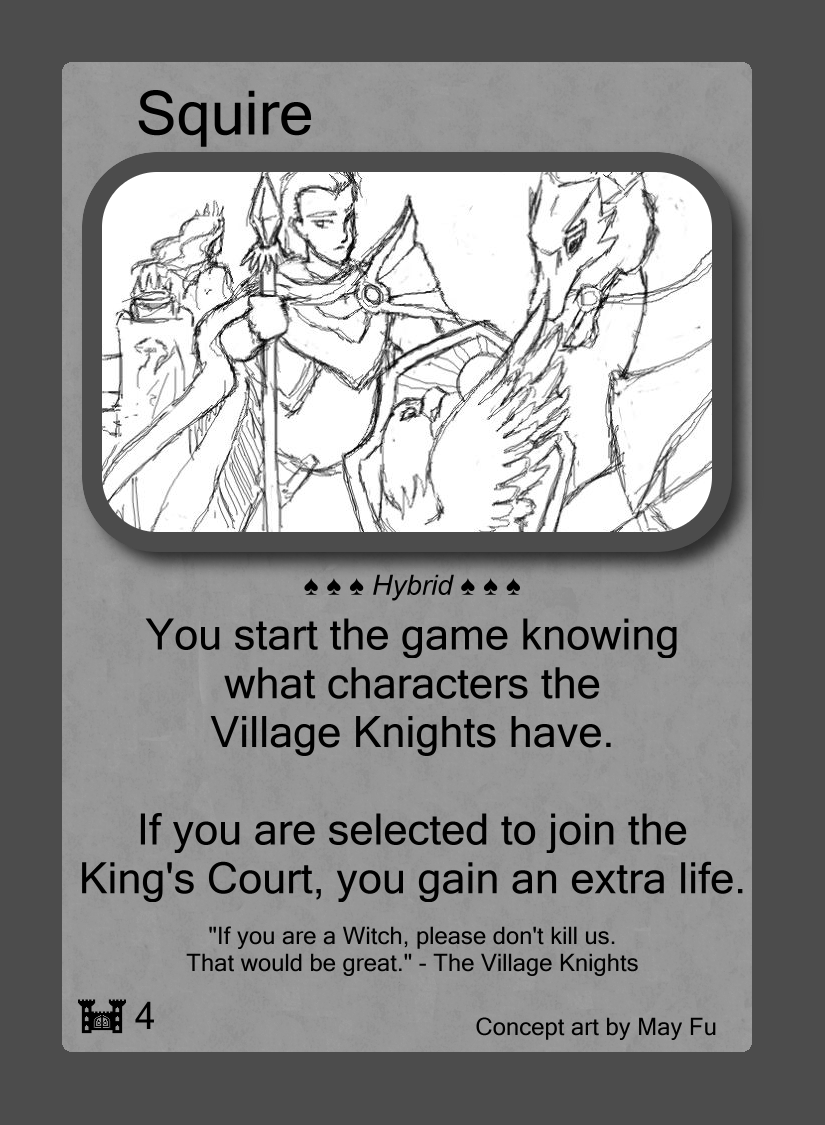 Squire
♠ ♠ ♠ Hybrid ♠ ♠ ♠
You start the game knowing
what characters the
Village Knights have.
If you are selected to join the
King's Court, you gain an extra life.
"If you are a Witch, please don't kill us.
That would be great." - The Village Knights
4
Concept art by May Fu